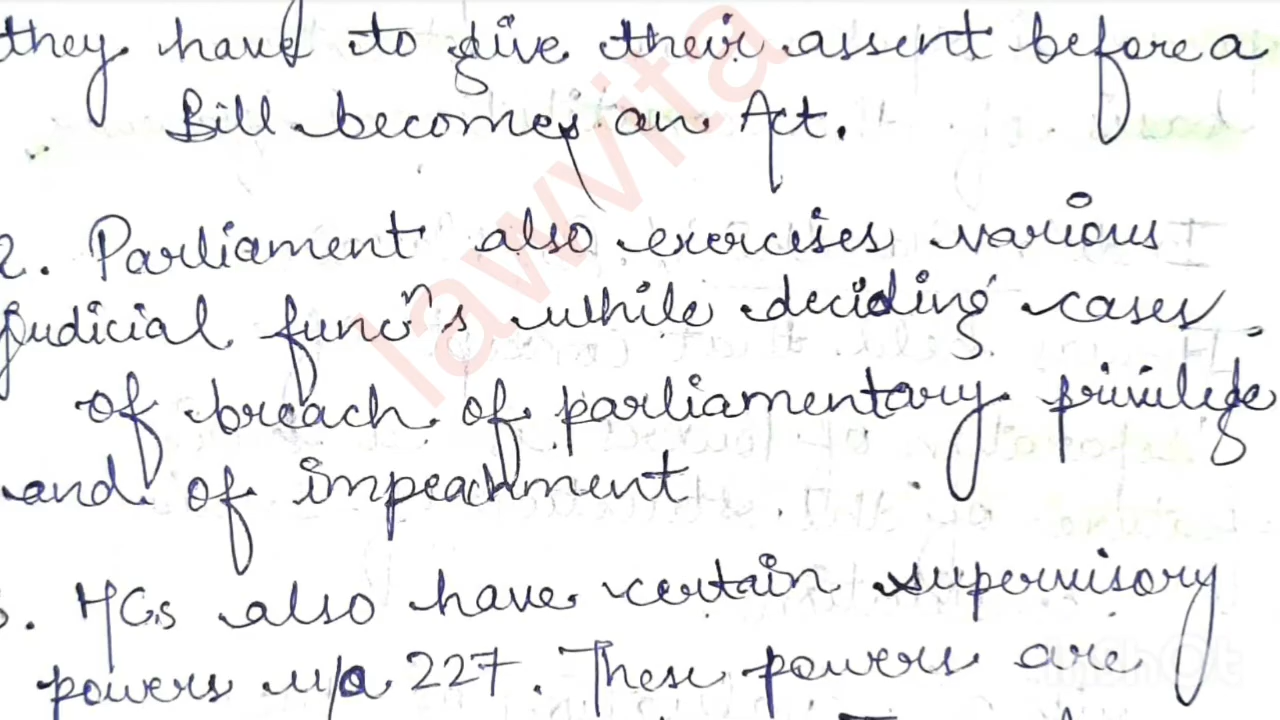 they have to give their assent before a
Bill becomes an Act.
2. Parliament also exercises various
judicial funcⁿs while deciding cases
of breach of parliamentary privilege
and of impeachment
3. HCs also have certain supervisory
powers u/a 227. These powers are
lawvita
InShOt